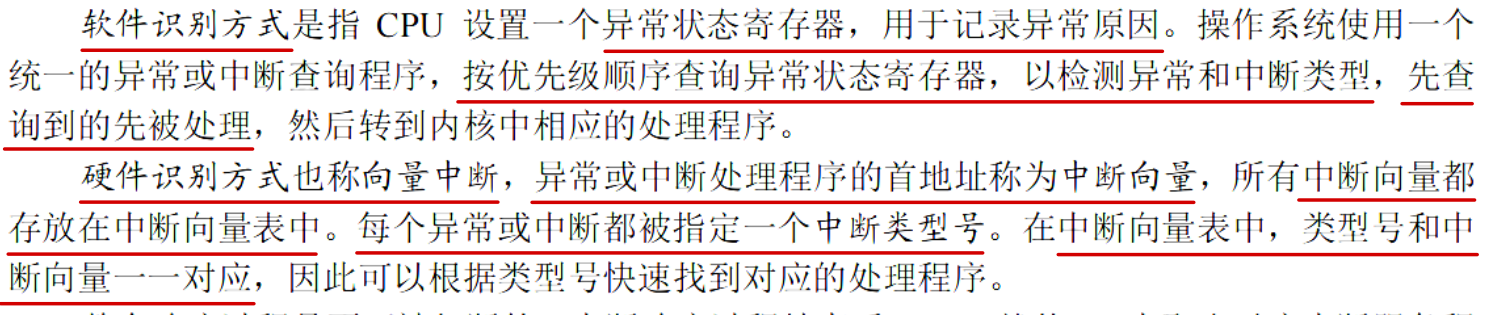 软件识别方式是指 CPU 设置一个异常状态寄存器，用于记录异常原因。操作系统使用一个
统一的异常或中断查询程序，按优先级顺序查询异常状态寄存器，以检测异常和中断类型，先查
询到的先被处理，然后转到内核中相应的处理程序。
硬件识别方式也称向量中断，异常或中断处理程序的首地址称为中断向量，所有中断向量都
存放在中断向量表中。每个异常或中断都被指定一个中断类型号。在中断向量表中，类型号和中
断向量一一对应，因此可以根据类型号快速找到对应的处理程序。